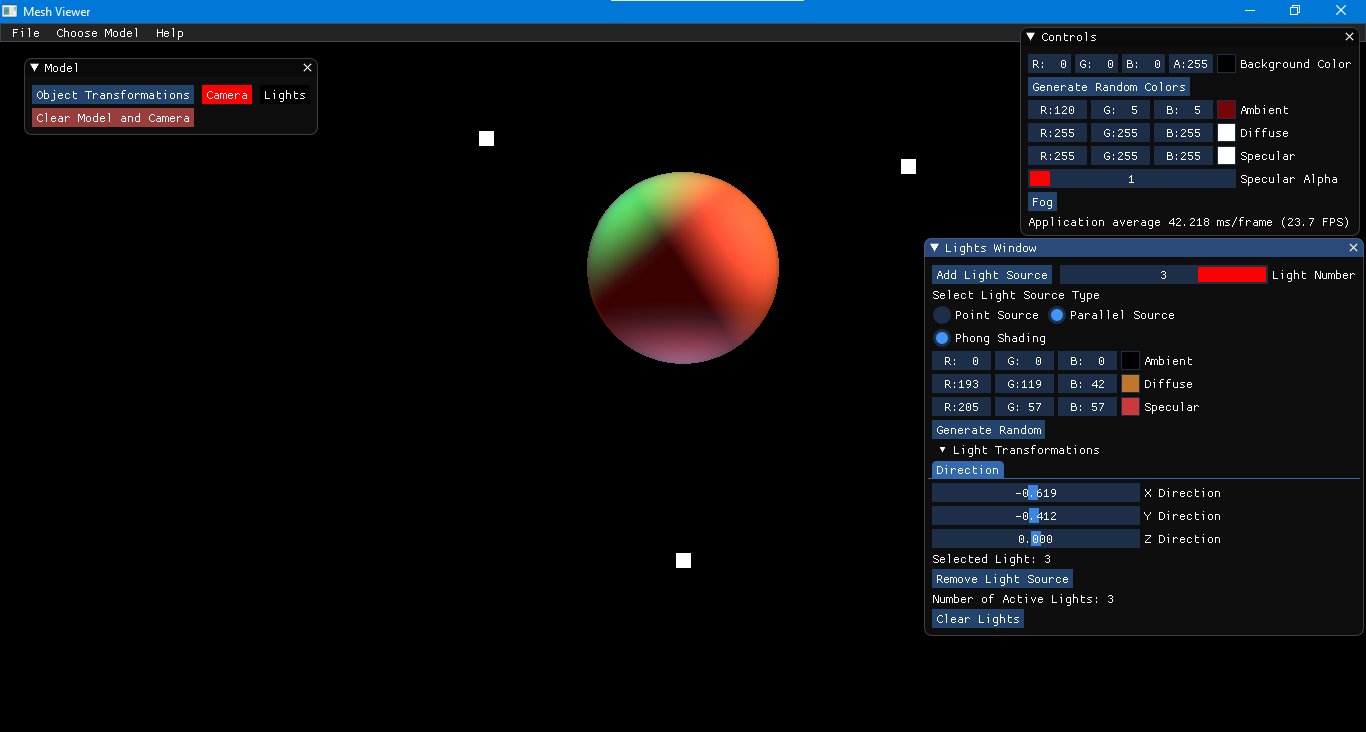 Mesh Viewer
File Choose Model Help
Model
Object Transformations Camera Lights
Clear Model and Camera
Controls
R: 0 G: 0 B: 0 A:255 Background Color
Generate Random Colors
R:120 G: 5 B: 5 Ambient
R:255 G:255 B:255 Diffuse
R:255 G:255 B:255 Specular
1 Specular Alpha
Fog
Application average 42.218 ms/frame (23.7 FPS)
Lights Window
Add Light Source 3 Light Number
Select Light Source Type
Point Source Parallel Source
Phong Shading
R: 0 G: 0 B: 0 Ambient
R:193 G:119 B: 42 Diffuse
R:205 G: 57 B: 57 Specular
Generate Random
Light Transformations
Direction
-0.619 X Direction
-0.412 Y Direction
0.000 Z Direction
Selected Light: 3
Remove Light Source
Number of Active Lights: 3
Clear Lights